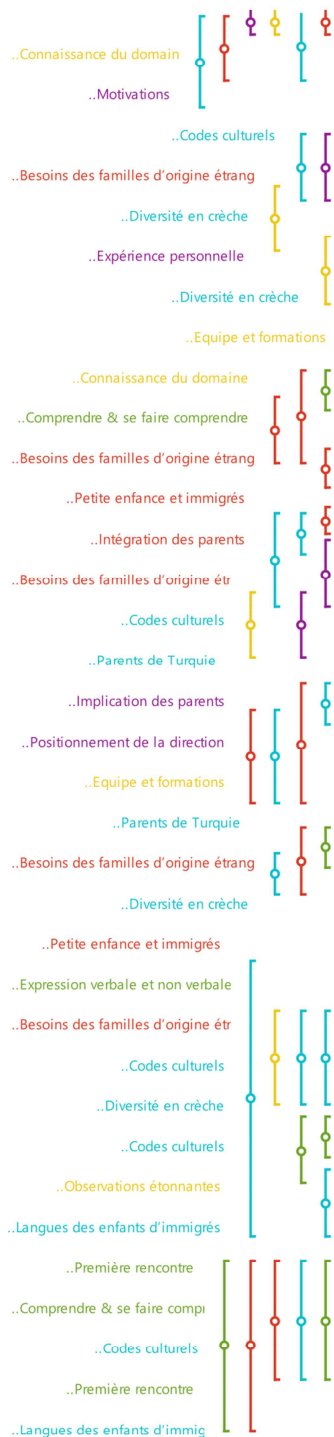 ..Connaissance du domain
..Motivations
..Codes culturels
..Besoins des familles d'origine étrang
..Diversité en crèche
..Expérience personnelle
..Diversité en crèche
..Equipe et formations
..Connaissance du domaine
..Comprendre & se faire comprendre
..Besoins des familles d'origine étrang
..Petite enfance et immigrés
..Intégration des parents
..Besoins des familles d'origine étr
..Codes culturels
..Parents de Turquie
..Implication des parents
..Positionnement de la direction
..Equipe et formations
..Parents de Turquie
..Besoins des familles d'origine étrang
..Diversité en crèche
..Petite enfance et immigrés
..Expression verbale et non verbale
..Besoins des familles d'origine étr
..Codes culturels
..Diversité en crèche
..Codes culturels
..Observations étonnantes
..Langues des enfants d'immigrés
..Première rencontre
..Comprendre & se faire compr
..Codes culturels
..Première rencontre
..Langues des enfants d'immig